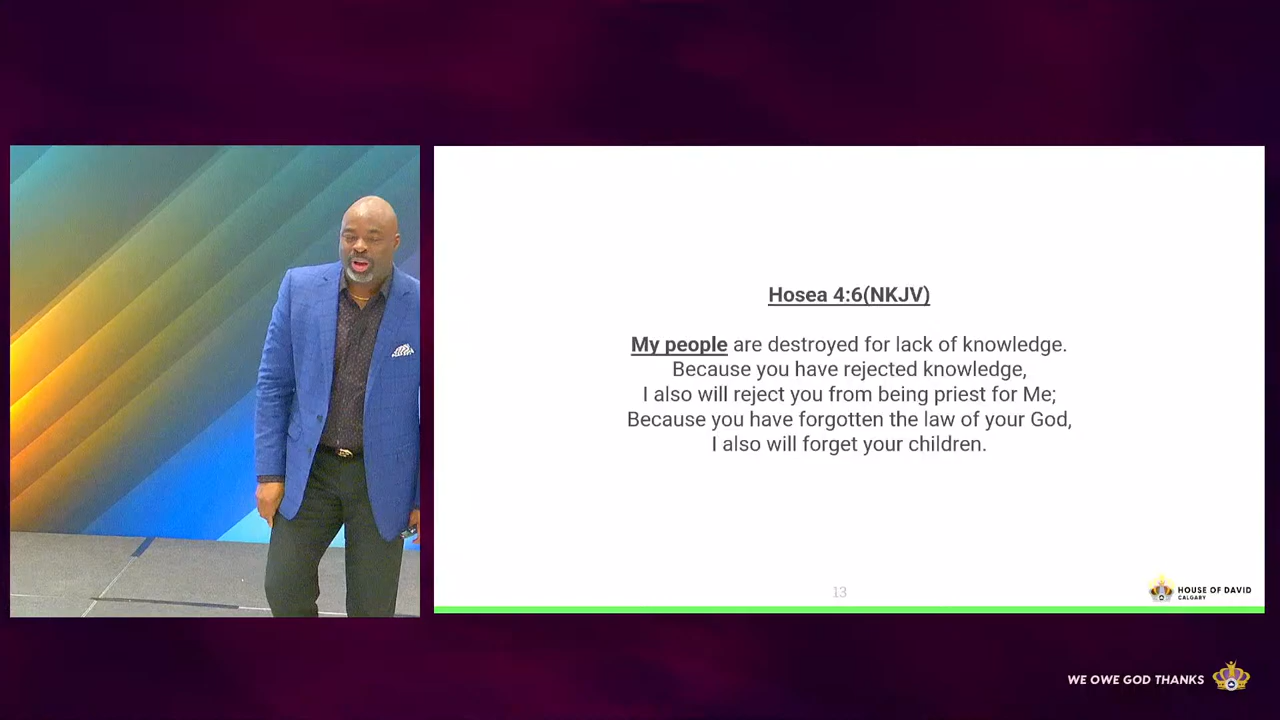 Hosea 4:6(NKJV)
My people are destroyed for lack of knowledge.
Because you have rejected knowledge,
I also will reject you from being priest for Me;
Because you have forgotten the law of your God,
I also will forget your children.
13
HOUSE OF DAVID
CALGARY
WE OWE GOD THANKS